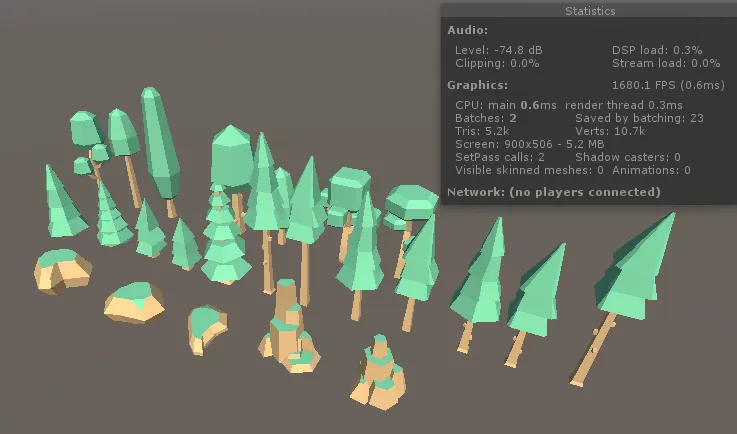 Statistics
Audio:
Level: -74.8 dB DSP load: 0.3%
Clipping: 0.0% Stream load: 0.0%
Graphics: 1680.1 FPS (0.6ms)
CPU: main 0.6ms render thread 0.3ms
Batches: 2 Saved by batching: 23
Tris: 5.2k Verts: 10.7k
Screen: 900x506 - 5.2 MB
SetPass calls: 2 Shadow casters: 0
Visible skinned meshes: 0 Animations: 0
Network: (no players connected)